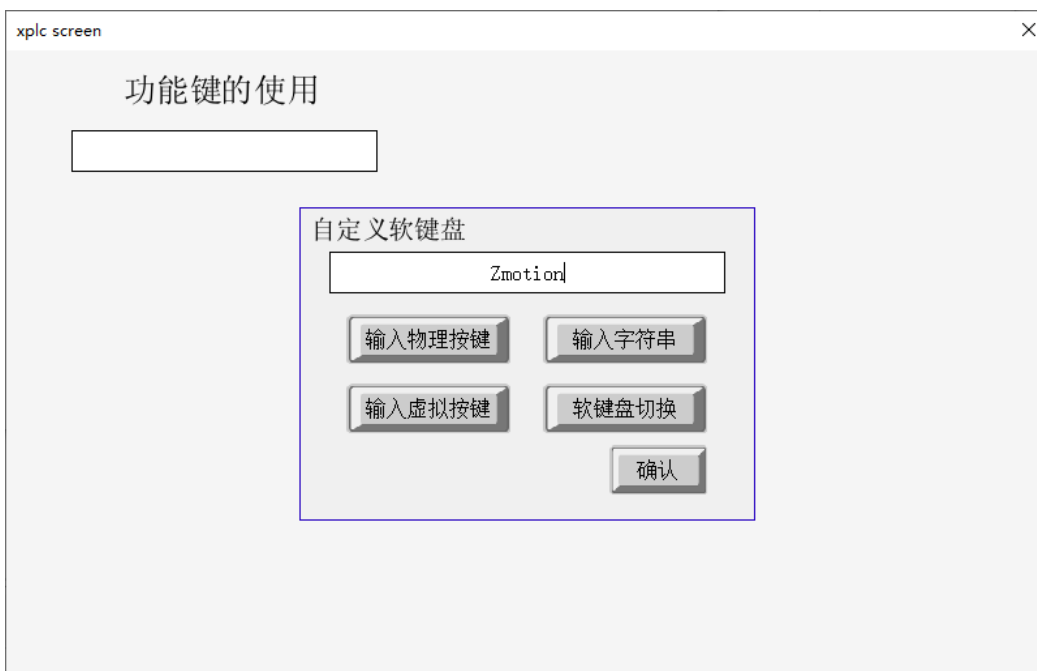 xplc screen
功能键的使用
自定义软键盘
Zmotion
输入物理按键 输入字符串
输入虚拟按键 软键盘切换
确认